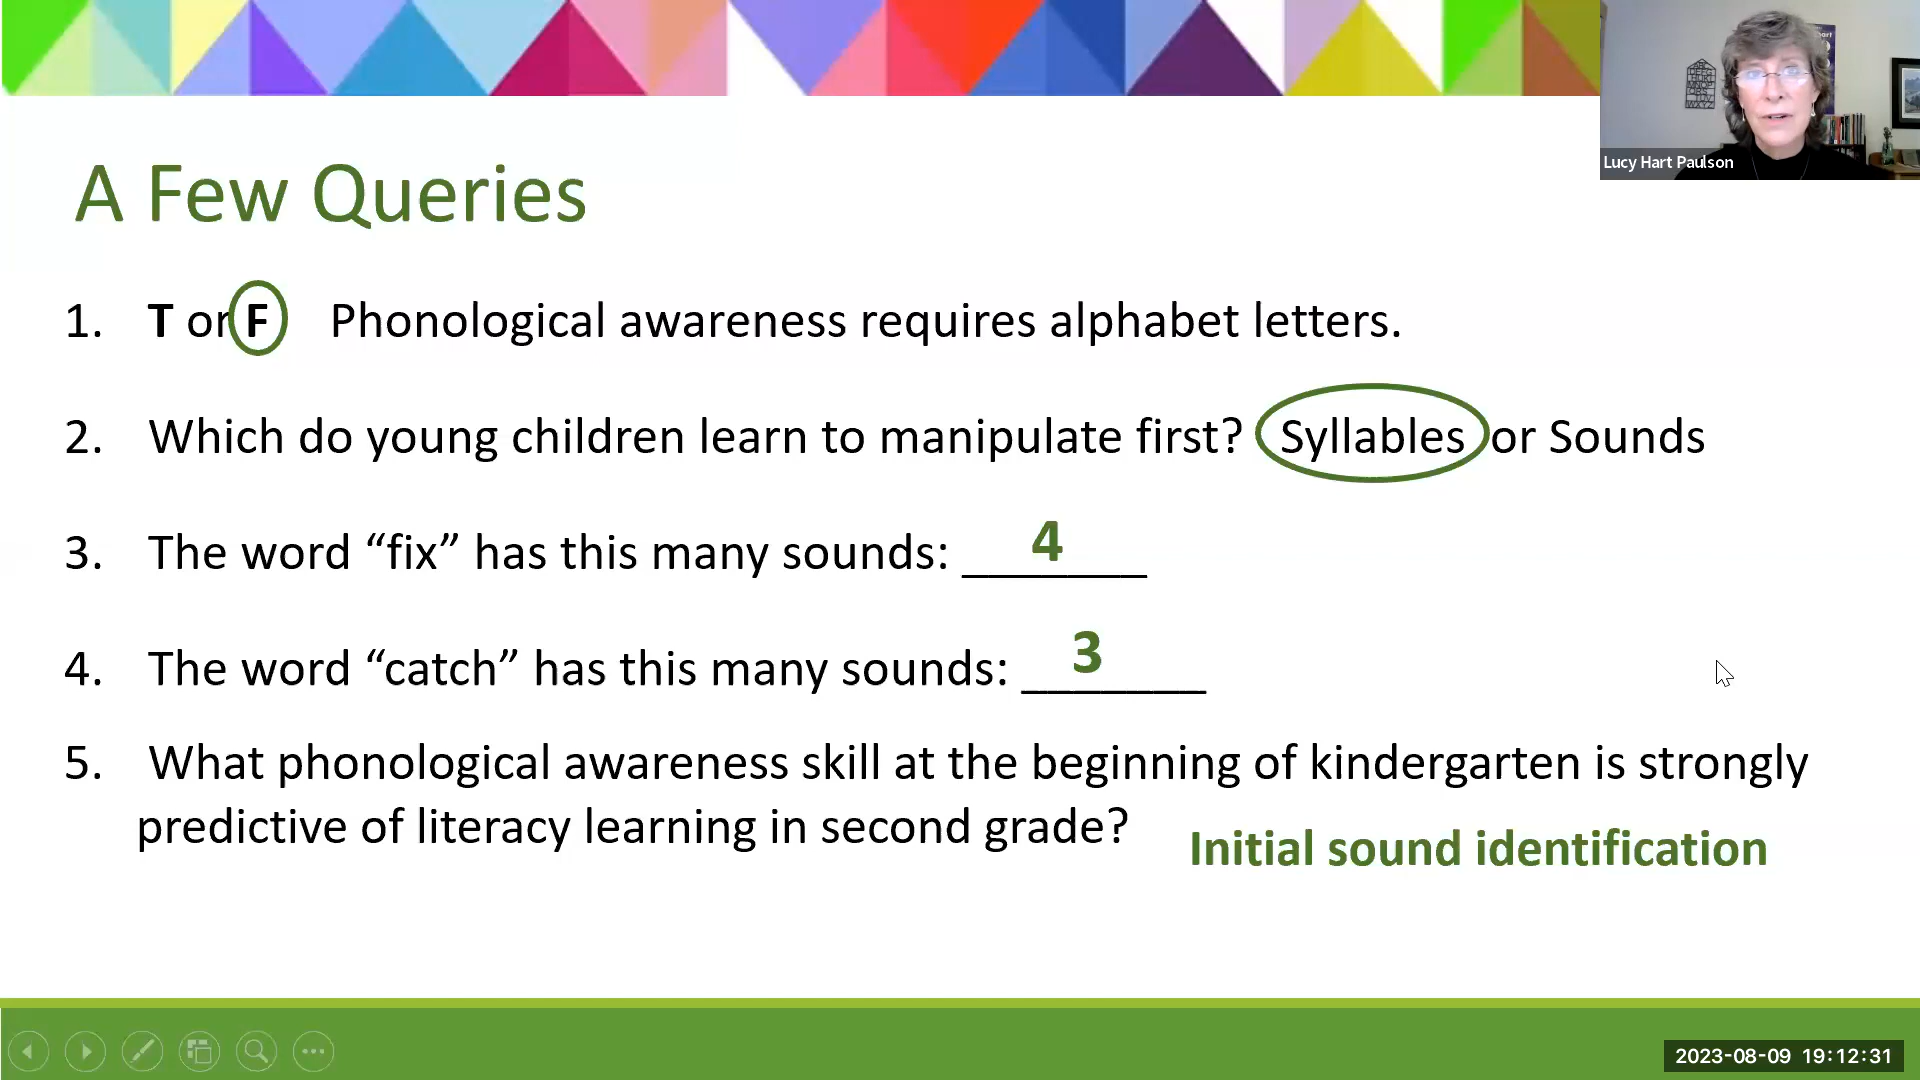 Lucy Hart Paulson
A Few Queries
1. T or F Phonological awareness requires alphabet letters.
2. Which do young children learn to manipulate first? Syllables or Sounds
3. The word “fix” has this many sounds: _______ 4
4. The word “catch” has this many sounds: _______ 3
5. What phonological awareness skill at the beginning of kindergarten is strongly
predictive of literacy learning in second grade?
Initial sound identification
2023-08-09 19:12:31